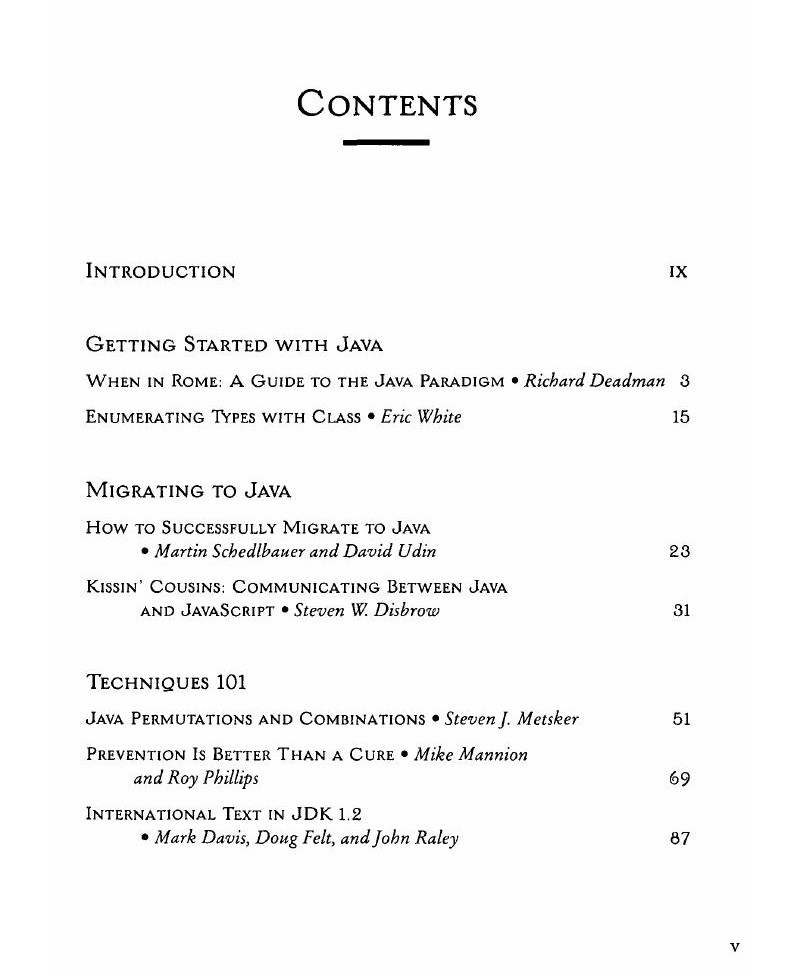 CONTENTS
INTRODUCTION IX
GETTING STARTED WITH JAVA
WHEN IN ROME: A GUIDE TO THE JAVA PARADIGM • Richard Deadman 3
ENUMERATING TYPES WITH CLASS • Eric White 15
MIGRATING TO JAVA
HOW TO SUCCESSFULLY MIGRATE TO JAVA
• Martin Schedlbauer and David Udin 23
KISSIN' COUSINS: COMMUNICATING BETWEEN JAVA
AND JAVASCRIPT • Steven W. Disbrow 31
TECHNIQUES 101
JAVA PERMUTATIONS AND COMBINATIONS • Steven J. Metsker 51
PREVENTION IS BETTER THAN A CURE • Mike Mannion
and Roy Phillips 69
INTERNATIONAL TEXT IN JDK 1.2
• Mark Davis, Doug Felt, and John Raley 87
v